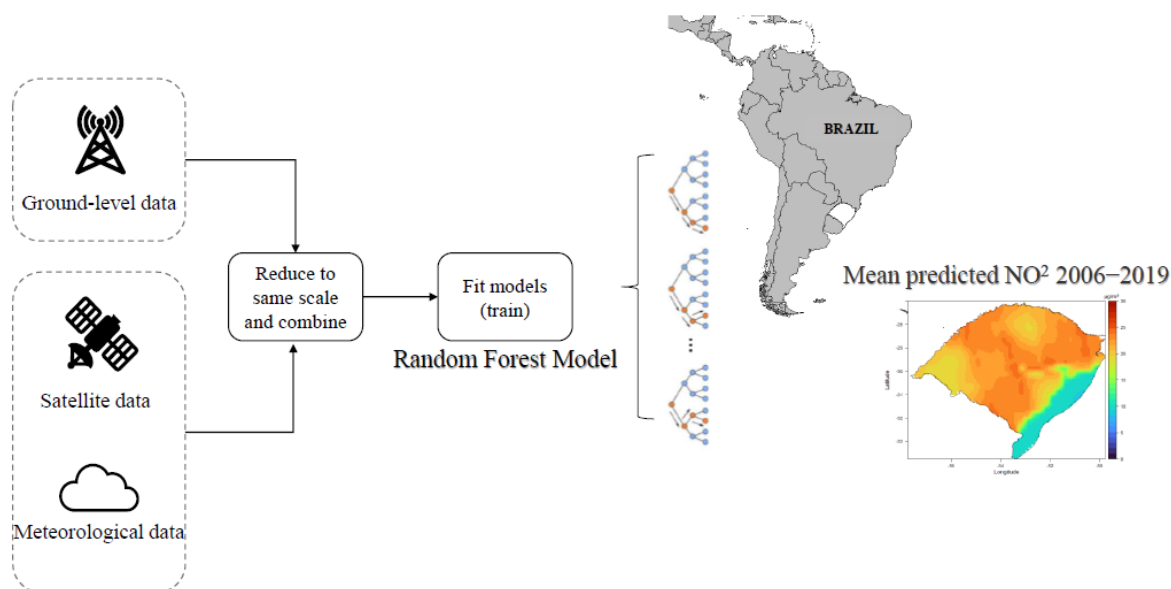 Ground-level data
Satellite data
Meteorological data
Reduce to
same scale
and combine
Fit models
(train)
Random Forest Model
BRAZIL
Mean predicted NO² 2006−2019
Latitude
Longitude